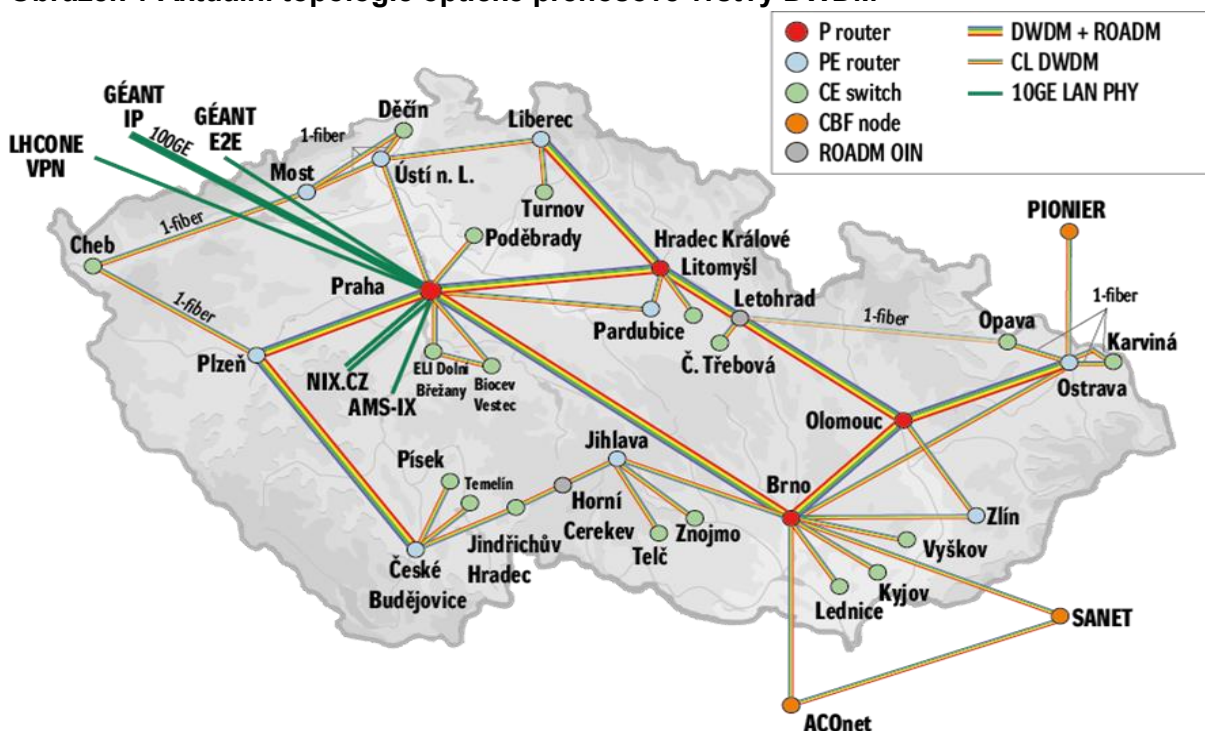 P router
PE router
CE switch
CBF node
ROADM OIN
DWDM + ROADM
CL DWDM
10GE LAN PHY
GÉANT
IP
100GE
GÉANT
E2E
LHCONE
VPN
Děčín
1-fiber
Liberec
Most
Ústí n. L.
Turnov
1-fiber
Cheb
Poděbrady
PIONIER
Hradec Králové
Litomyšl
Praha
Letohrad
1-fiber
1-fiber
1-fiber
Opava
Karviná
Pardubice
Č. Třebová
Ostrava
Plzeň
NIX.CZ
AMS-IX
ELI Dolní
Břežany
Biocev
Vestec
Olomouc
Jihlava
Písek
Temelín
Brno
Horní
Cerekev
Zlín
Znojmo
Telč
Vyškov
Jindřichův
Hradec
České
Budějovice
Kyjov
Lednice
SANET
ACOnet